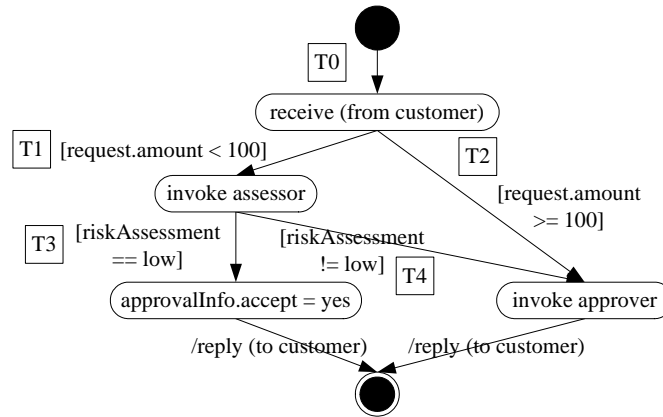 T0
receive (from customer)
T1
[request.amount < 100]
T2
invoke assessor
[request.amount
>= 100]
T3
[riskAssessment
== low]
[riskAssessment
!= low]
T4
approvalInfo.accept = yes
invoke approver
/reply (to customer)
/reply (to customer)